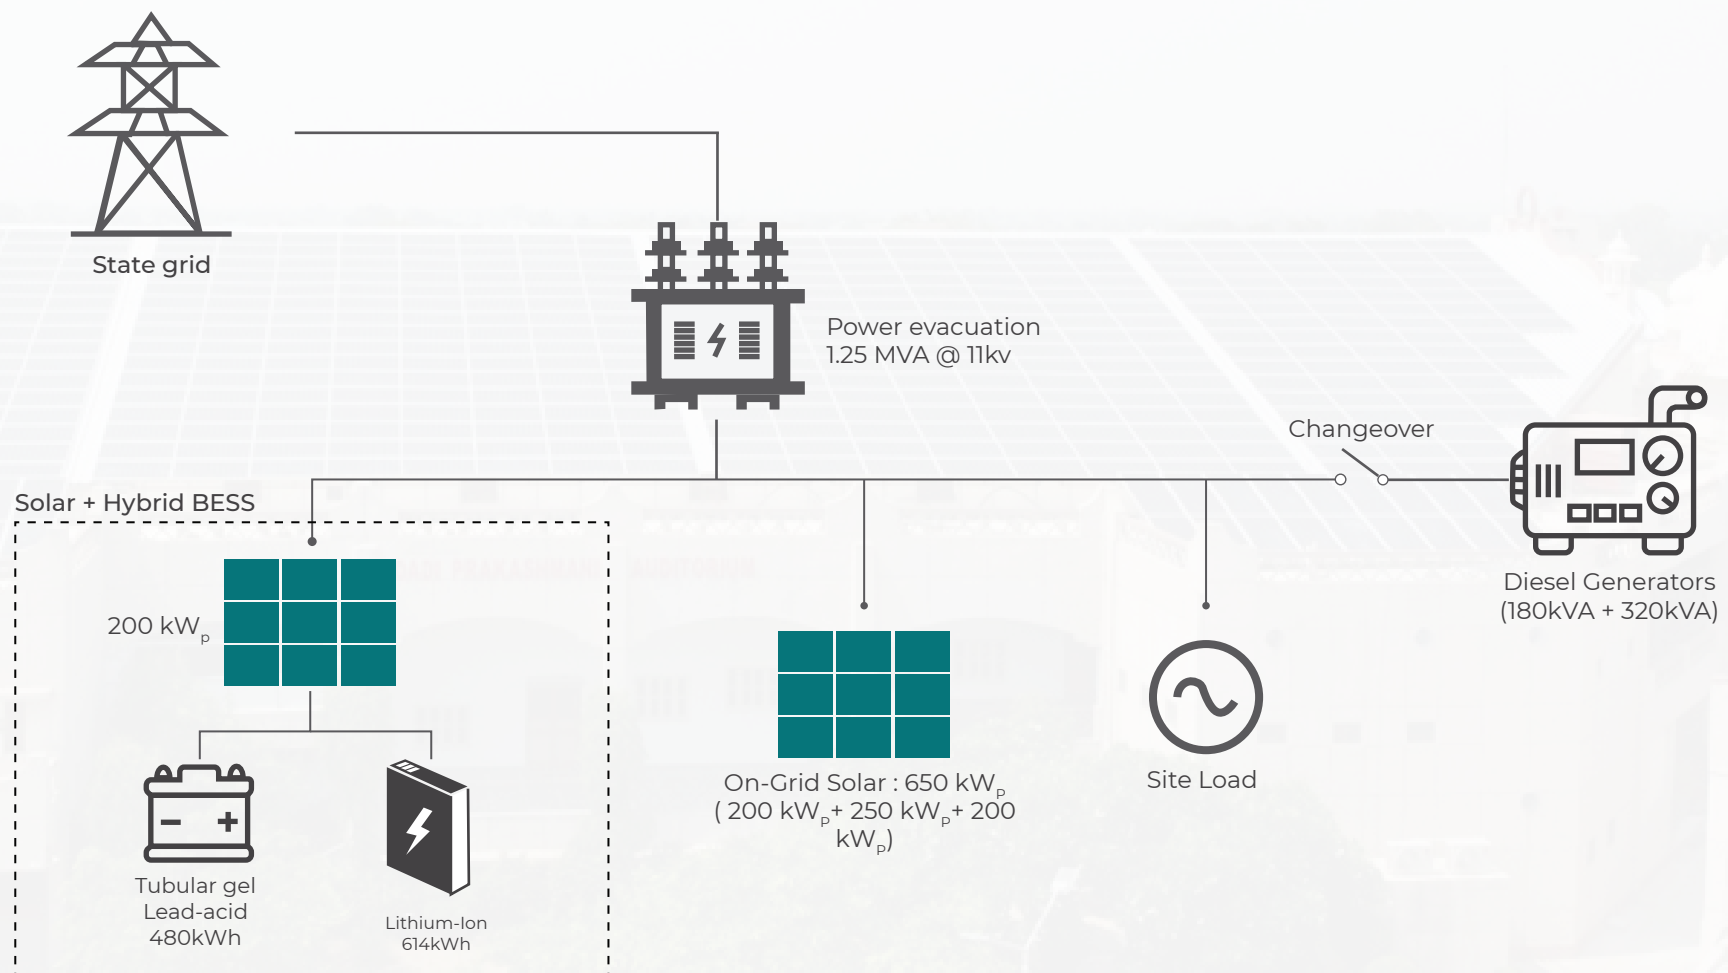 State grid
Power evacuation
1.25 MVA @ 11kv
Changeover
Solar + Hybrid BESS
Diesel Generators
(180kVA + 320kVA)
200 kWp
On-Grid Solar : 650 kWP
( 200 kWP+ 250 kWP+ 200
kWP)
Site Load
Tubular gel
Lead-acid
480kWh
Lithium-Ion
614kWh